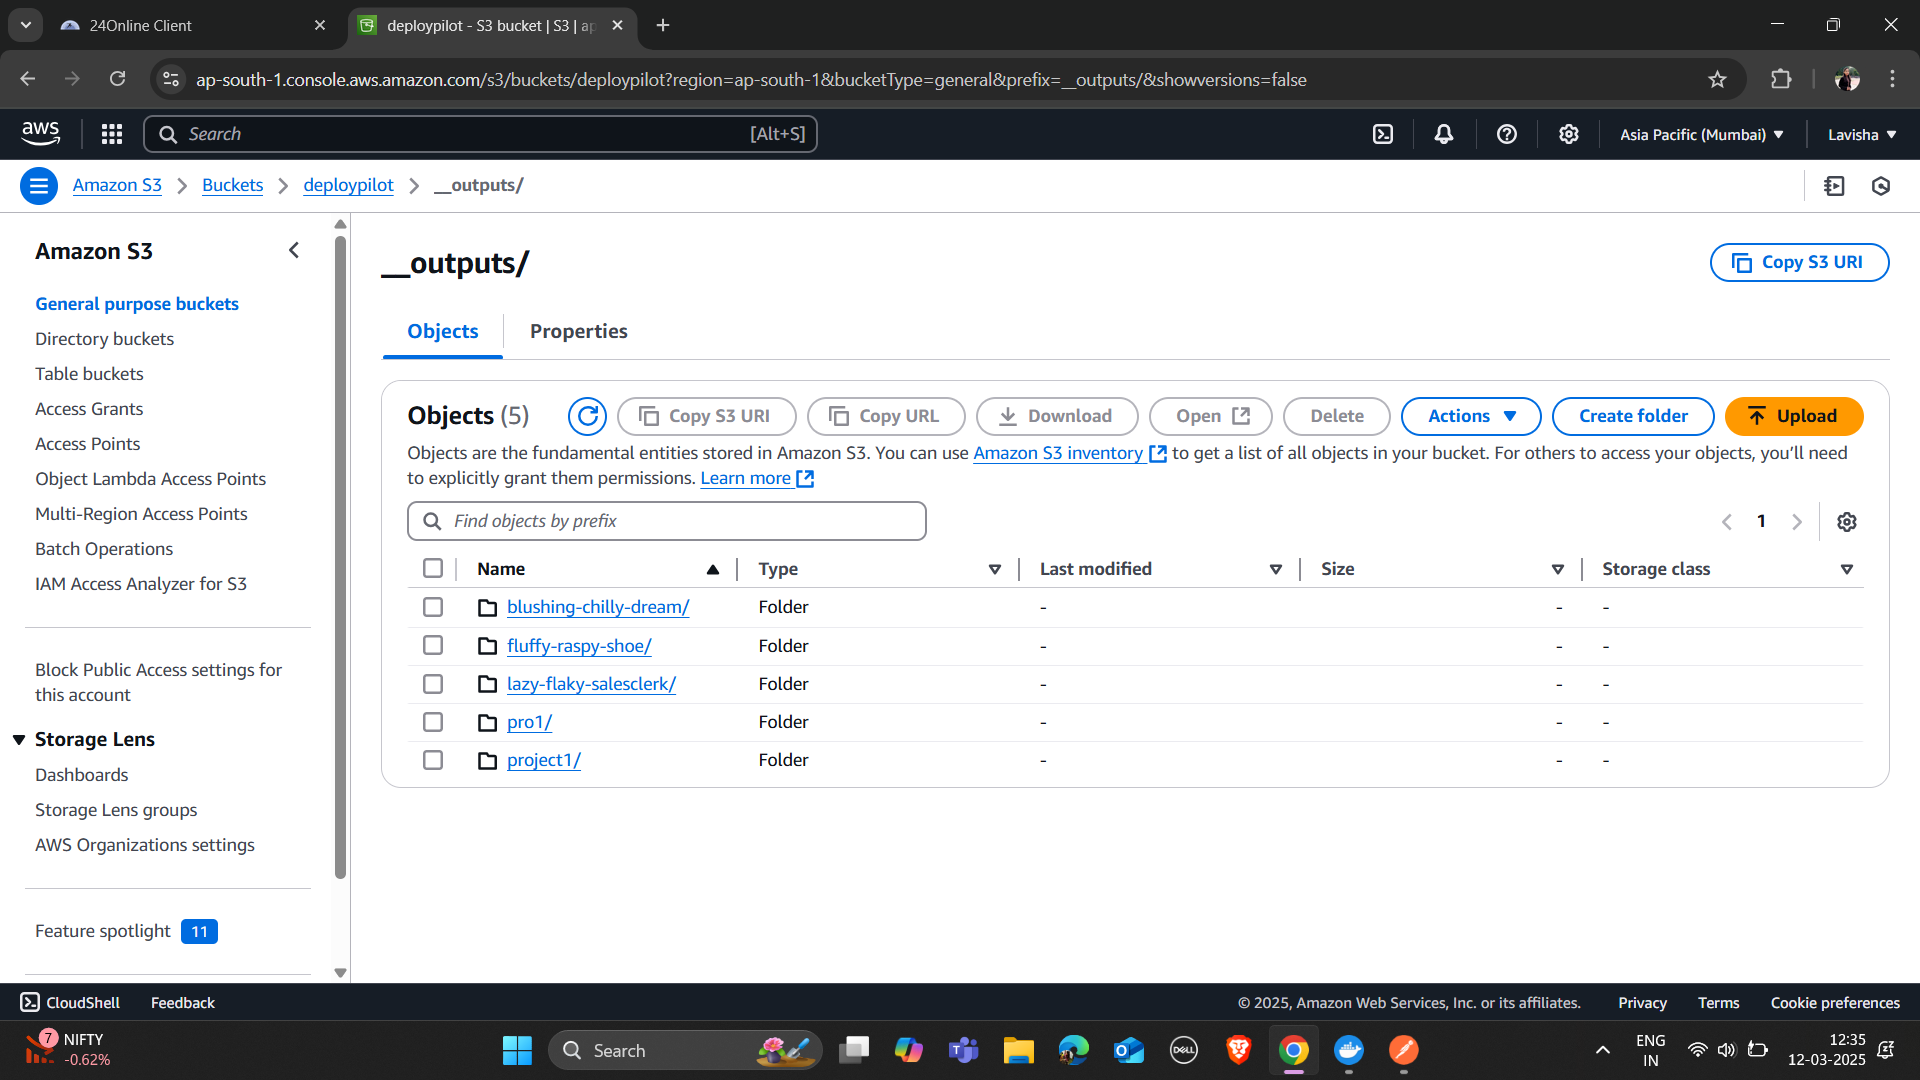 24Online Client
deploypilot - S3 bucket | S3 | ap
ap-south-1.console.aws.amazon.com/s3/buckets/deploypilot?region=ap-south-1&bucketType=general&prefix=__outputs/&showversions=false
aws
Search
[Alt+S]
Asia Pacific (Mumbai)
Lavisha
Amazon S3
Buckets
deploypilot
__outputs/
Amazon S3
General purpose buckets
Directory buckets
Table buckets
Access Grants
Access Points
Object Lambda Access Points
Multi-Region Access Points
Batch Operations
IAM Access Analyzer for S3
Block Public Access settings for
this account
Storage Lens
Dashboards
Storage Lens groups
AWS Organizations settings
Feature spotlight 11
__outputs/
Copy S3 URI
Objects
Properties
Objects (5)
Copy S3 URI
Copy URL
Download
Open
Delete
Actions
Create folder
Upload
Objects are the fundamental entities stored in Amazon S3. You can use Amazon S3 inventory to get a list of all objects in your bucket. For others to access your objects, you'll need
to explicitly grant them permissions. Learn more
Find objects by prefix
1
Name Type Last modified Size Storage class
blushing-chilly-dream/ Folder - - -
fluffy-raspy-shoe/ Folder - - -
lazy-flaky-salesclerk/ Folder - - -
pro1/ Folder - - -
project1/ Folder - - -
CloudShell
Feedback
© 2025, Amazon Web Services, Inc. or its affiliates.
Privacy
Terms
Cookie preferences
7
NIFTY
-0.62%
Search
DELL
ENG
IN
12:35
12-03-2025